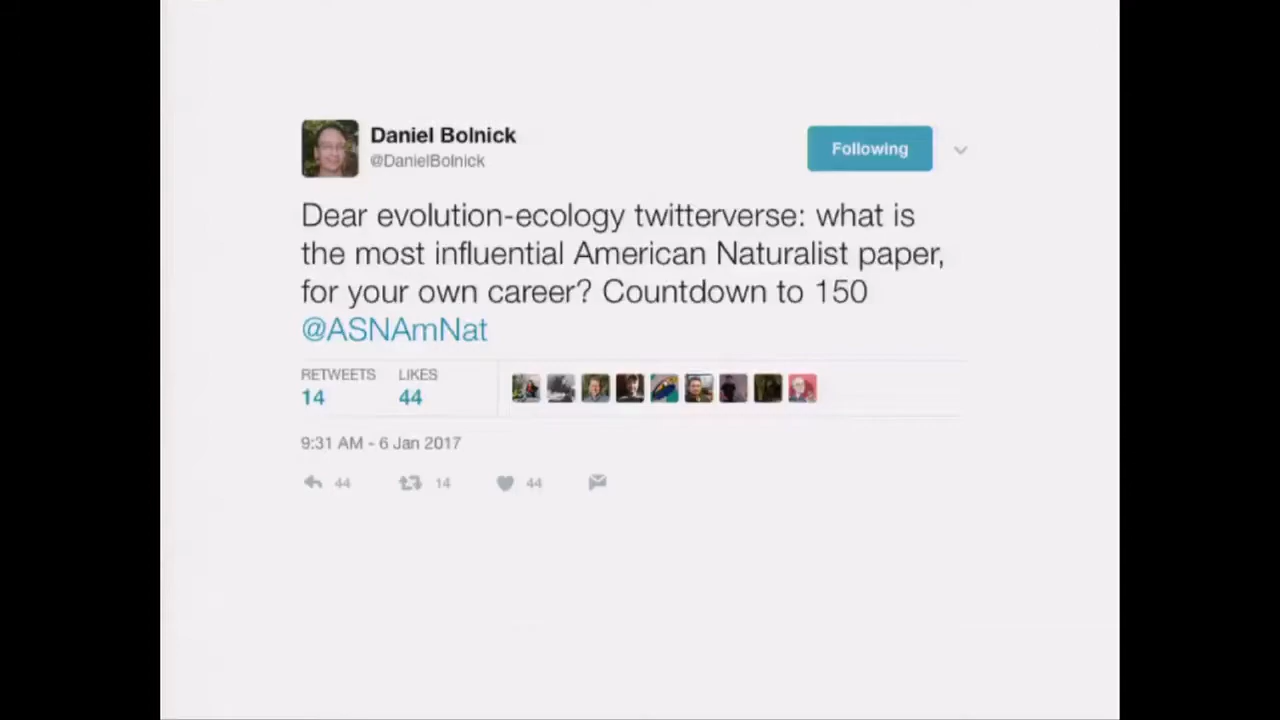 Daniel Bolnick
@DanielBolnick
Following
Dear evolution-ecology twitterverse: what is
the most influential American Naturalist paper,
for your own career? Countdown to 150
@ASNAmNat
RETWEETS LIKES
14 44
9:31 AM - 6 Jan 2017
44 14 44